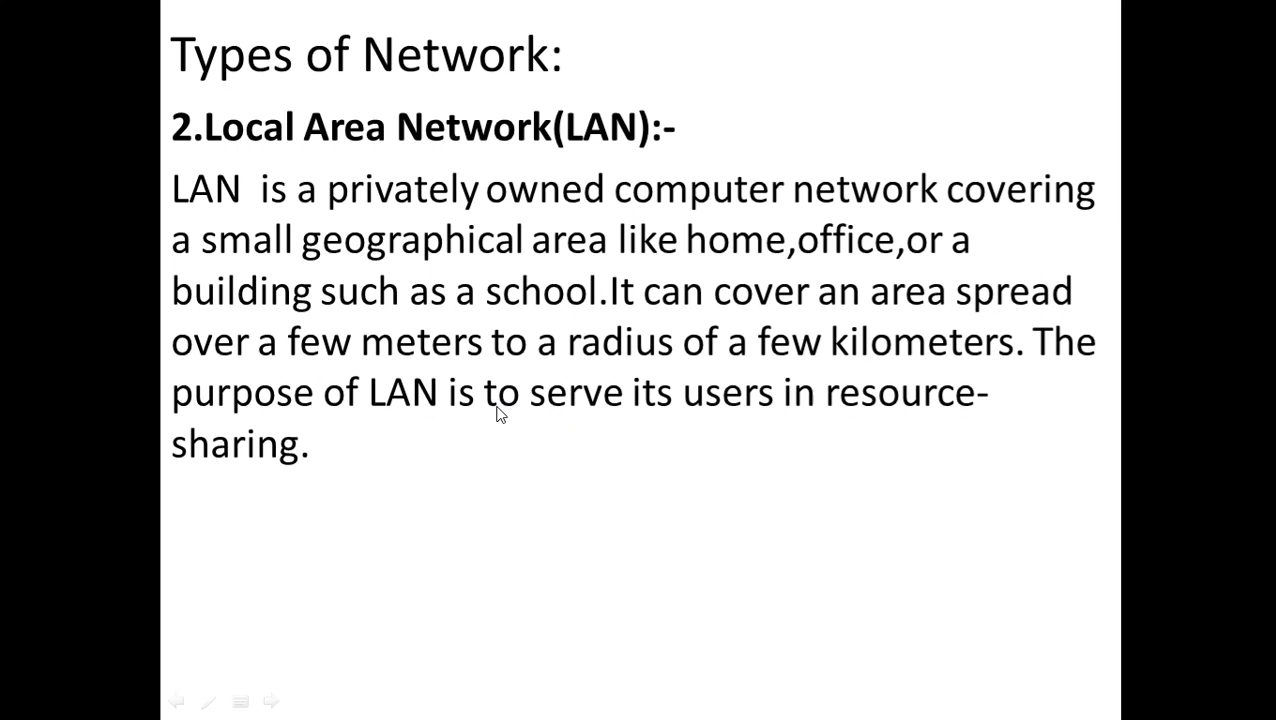 Types of Network:
2.Local Area Network(LAN):-
LAN  is a privately owned computer network covering
a small geographical area like home,office,or a
building such as a school.It can cover an area spread
over a few meters to a radius of a few kilometers. The
purpose of LAN is to serve its users in resource-
sharing.